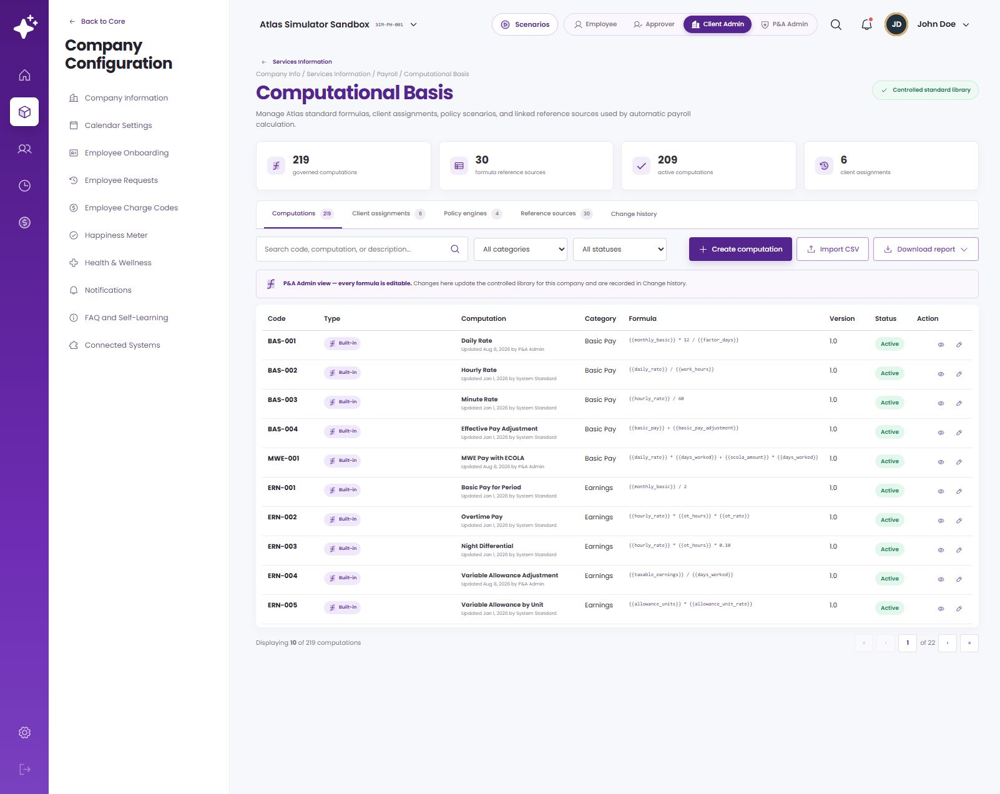 Back to Core
Company
Configuration
Company Information
Calendar Settings
Employee Onboarding
Employee Requests
Employee Charge Codes
Happiness Meter
Health & Wellness
Notifications
FAQ and Self-Learning
Connected Systems
Atlas Simulator Sandbox SIM-PH-001
Scenarios
Employee Approver Client Admin P&A Admin
JD John Doe
Services Information
Company Info / Services Information / Payroll / Computational Basis
Computational Basis
Controlled standard library
Manage Atlas standard formulas, client assignments, policy scenarios, and linked reference sources used by automatic payroll
calculation.
219
governed computations
30
formula reference sources
209
active computations
6
client assignments
Computations 219 Client assignments 6 Policy engines 4 Reference sources 30 Change history
Search code, computation, or description... All categories All statuses Create computation Import CSV Download report
P&A Admin view — every formula is editable. Changes here update the controlled library for this company and are recorded in Change history.
Code Type Computation Category Formula Version Status Action
BAS-001 Built-in Daily Rate Basic Pay {{monthly_basic}} * 12 / {{factor_days}} 1.0 Active
Updated Aug 8, 2026 by P&A Admin
BAS-002 Built-in Hourly Rate Basic Pay {{daily_rate}} / {{work_hours}} 1.0 Active
Updated Jan 1, 2026 by System Standard
BAS-003 Built-in Minute Rate Basic Pay {{hourly_rate}} / 60 1.0 Active
Updated Jan 1, 2026 by System Standard
BAS-004 Built-in Effective Pay Adjustment Basic Pay {{basic_pay}} + {{basic_pay_adjustment}} 1.0 Active
Updated Jan 1, 2026 by System Standard
MWE-001 Built-in MWE Pay with ECOLA Basic Pay {{daily_rate}} * {{days_worked}} + {{ecola_amount}} * {{days_worked}} 1.0 Active
Updated Aug 8, 2026 by P&A Admin
ERN-001 Built-in Basic Pay for Period Earnings {{monthly_basic}} / 2 1.0 Active
Updated Jan 1, 2026 by System Standard
ERN-002 Built-in Overtime Pay Earnings {{hourly_rate}} * {{ot_hours}} * {{ot_rate}} 1.0 Active
Updated Jan 1, 2026 by System Standard
ERN-003 Built-in Night Differential Earnings {{hourly_rate}} * {{ot_hours}} * 0.10 1.0 Active
Updated Jan 1, 2026 by System Standard
ERN-004 Built-in Variable Allowance Adjustment Earnings {{taxable_earnings}} / {{days_worked}} 1.0 Active
Updated Aug 8, 2026 by P&A Admin
ERN-005 Built-in Variable Allowance by Unit Earnings {{allowance_units}} * {{allowance_unit_rate}} 1.0 Active
Updated Jan 1, 2026 by System Standard
Displaying 10 of 219 computations « ‹ 1 of 22 › »